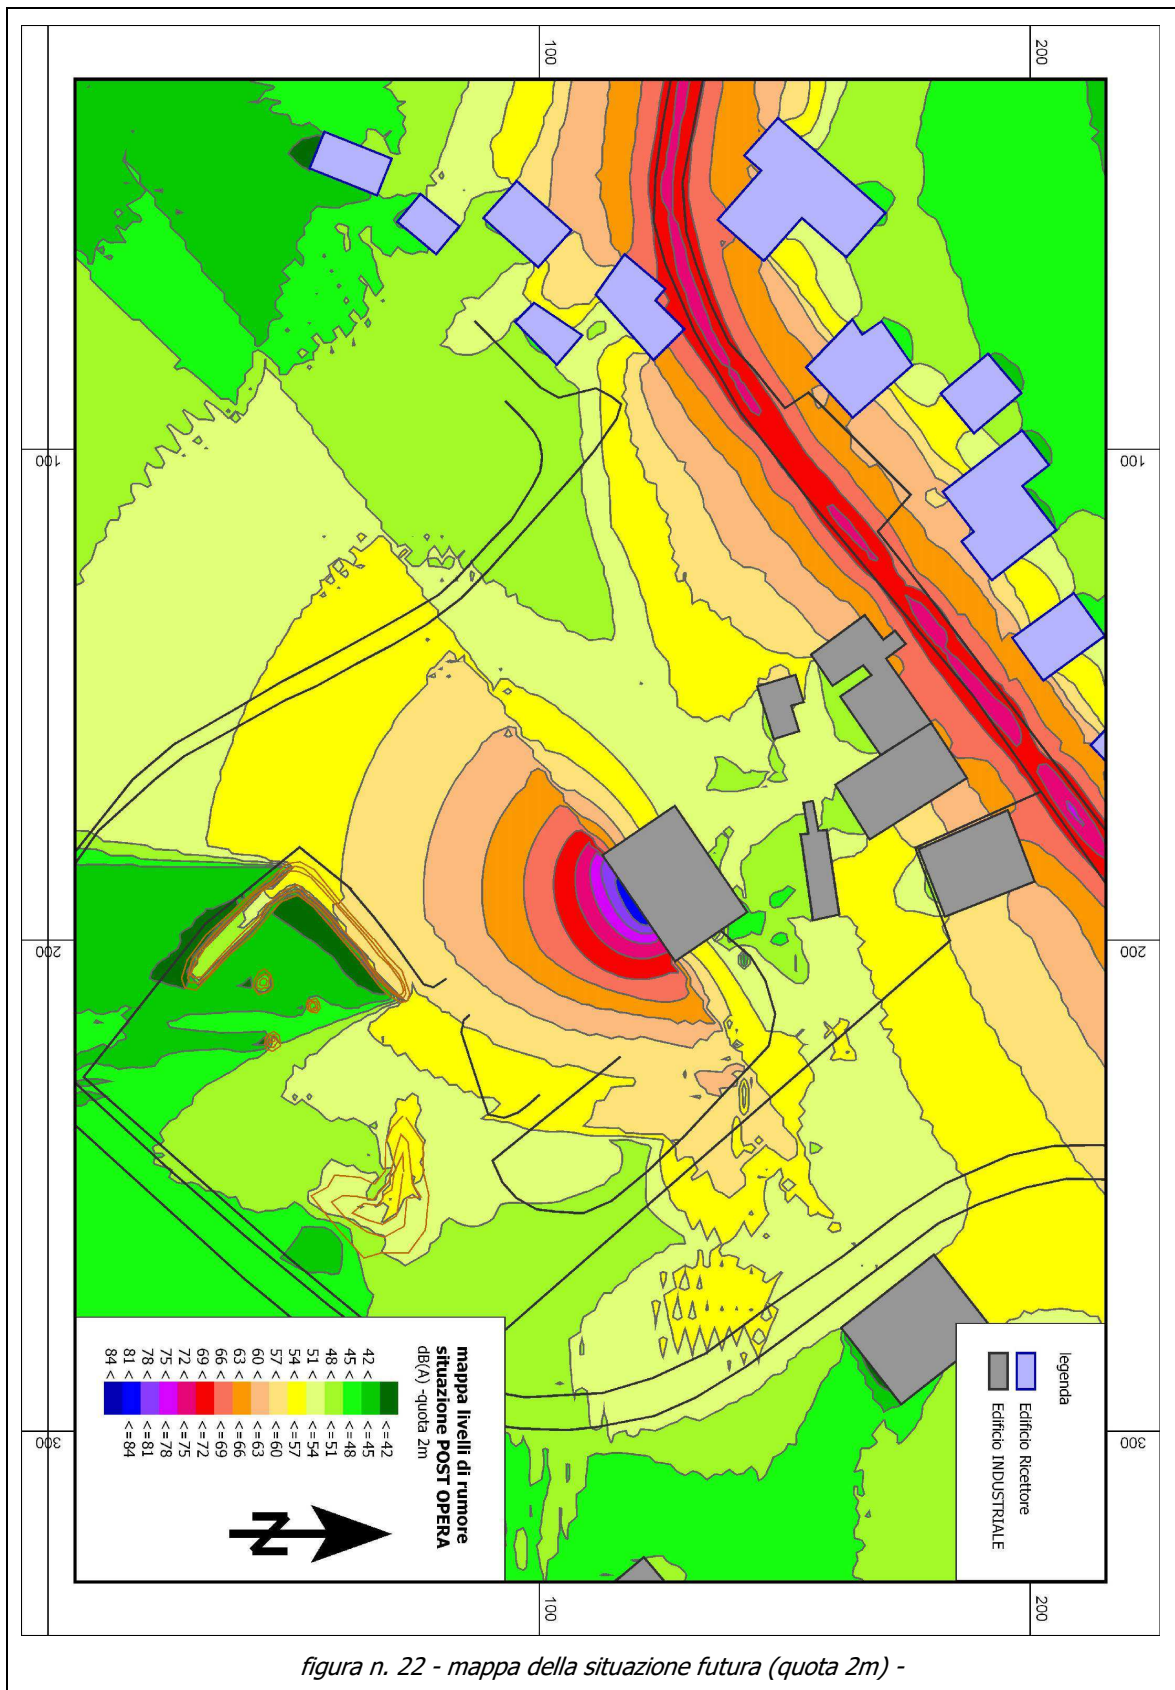 100
200
100
100
200
200
300
300
100
200
legenda
Edificio Ricettore
Edificio INDUSTRIALE
mappa livelli di rumore
situazione POST OPERA
dB(A) -quota 2m
<=42
42 < <=45
45 < <=48
48 < <=51
51 < <=54
54 < <=57
57 < <=60
60 < <=63
63 < <=66
66 < <=69
69 < <=72
72 < <=75
75 < <=78
78 < <=81
81 < <=84
84 <
N
figura n. 22 - mappa della situazione futura (quota 2m) -